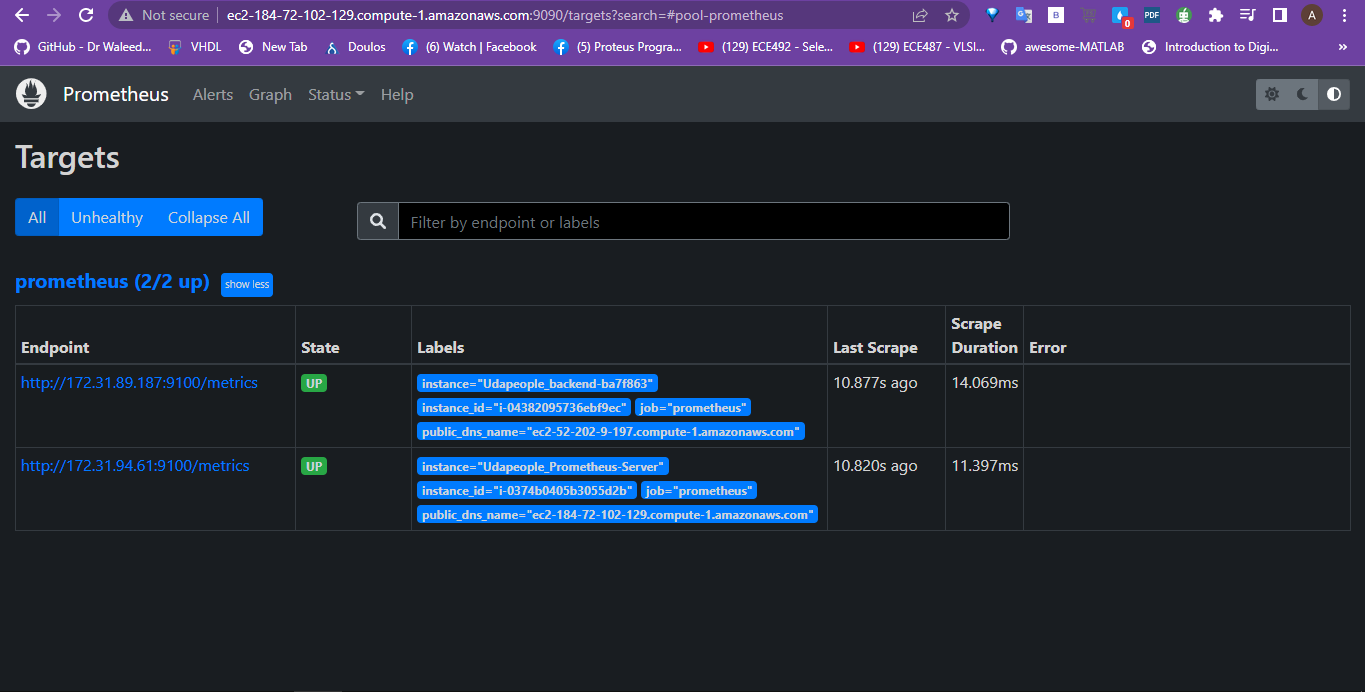 Not secure ec2-184-72-102-129.compute-1.amazonaws.com:9090/targets?search=#pool-prometheus
0 PDF A B
GitHub - Dr Waleed... VHDL New Tab Doulos (6) Watch | Facebook (5) Proteus Progra... (129) ECE492 - Sele... (129) ECE487 - VLSI... awesome-MATLAB Introduction to Digi... »
Prometheus Alerts Graph Status Help
Targets
All Unhealthy Collapse All Filter by endpoint or labels
prometheus (2/2 up) show less
Endpoint State Labels Last Scrape Scrape Duration Error
http://172.31.89.187:9100/metrics UP instance="Udapeople_backend-ba7f863" 10.877s ago 14.069ms
instance_id="i-04382095736ebf9ec" job="prometheus"
public_dns_name="ec2-52-202-9-197.compute-1.amazonaws.com"
http://172.31.94.61:9100/metrics UP instance="Udapeople_Prometheus-Server" 10.820s ago 11.397ms
instance_id="i-0374b0405b3055d2b" job="prometheus"
public_dns_name="ec2-184-72-102-129.compute-1.amazonaws.com"